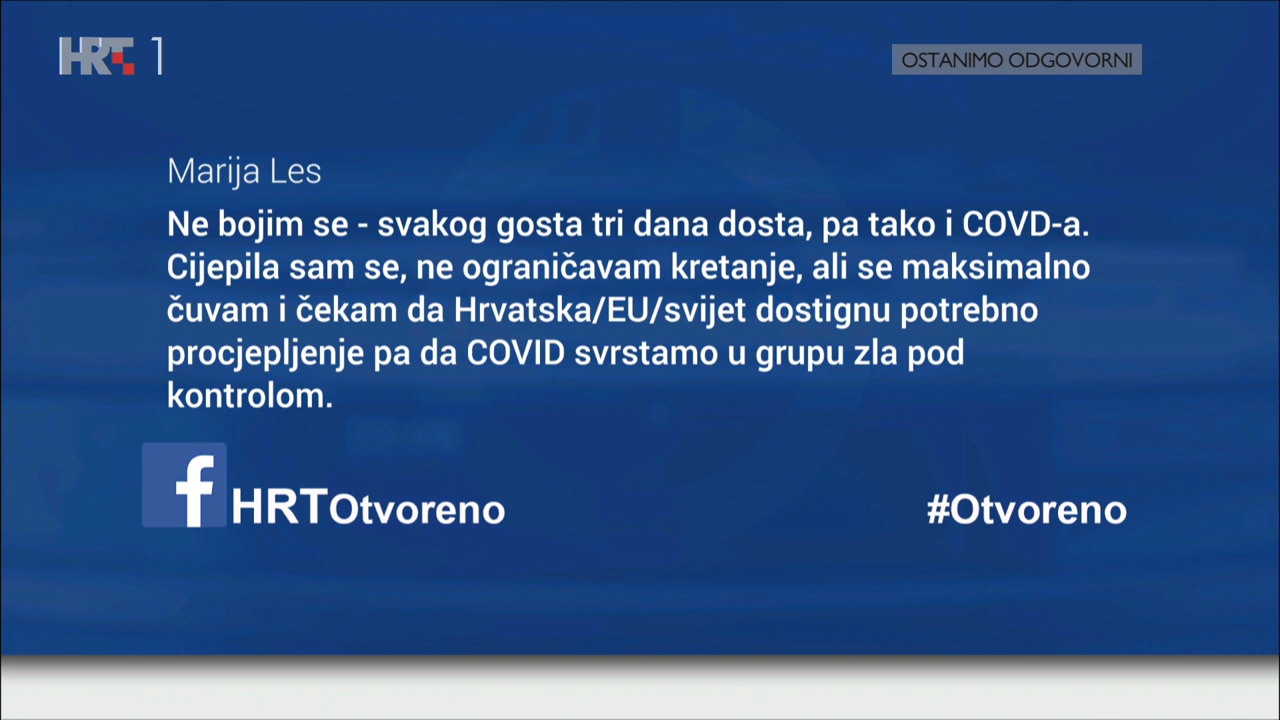 HRT 1
OSTANIMO ODGOVORNI
Marija Les
Ne bojim se - svakog gosta tri dana dosta, pa tako i COVD-a.
Cijepila sam se, ne ograničavam kretanje, ali se maksimalno
čuvam i čekam da Hrvatska/EU/svijet dostignu potrebno
procjepljenje pa da COVID svrstamo u grupu zla pod
kontrolom.
f HRTOtvoreno
#Otvoreno